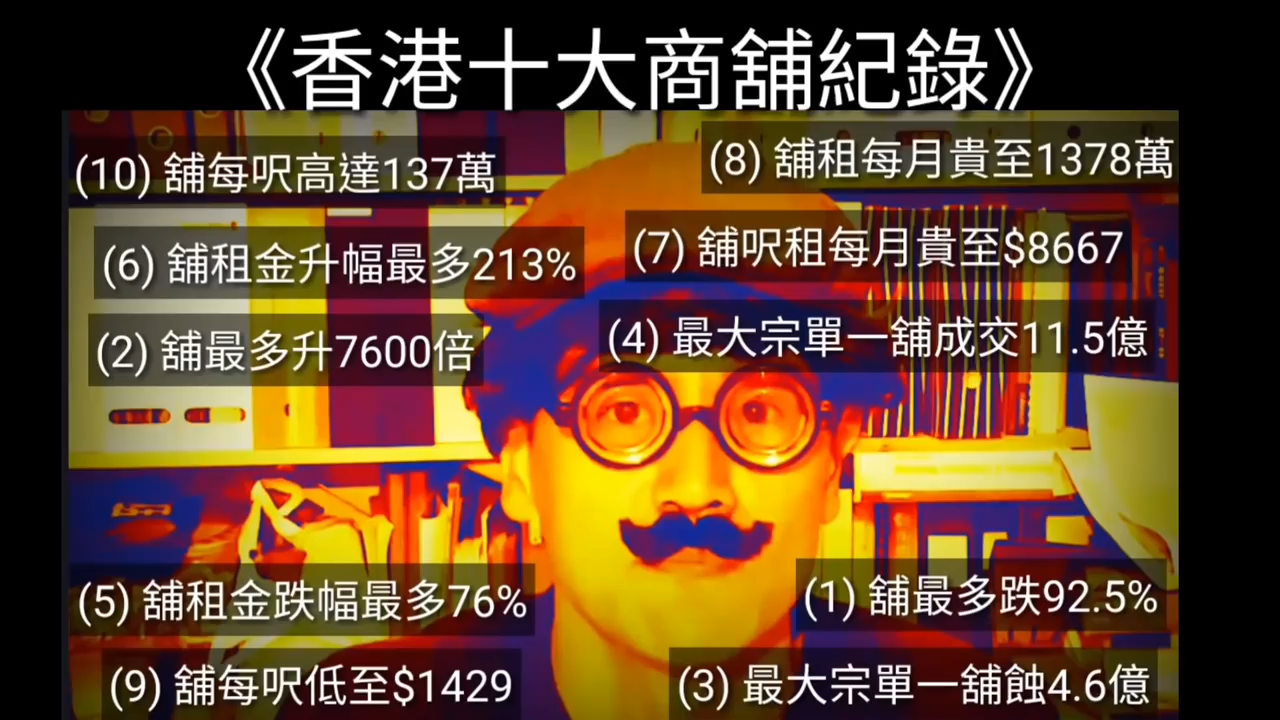 《香港十大商舖紀錄》
(10) 舖每呎高達137萬
(8) 舖租每月貴至1378萬
(6) 舖租金升幅最多213%
(7) 舖呎租每月貴至$8667
(2) 舖最多升7600倍
(4) 最大宗單一舖成交11.5億
(5) 舖租金跌幅最多76%
(1) 舖最多跌92.5%
(9) 舖每呎低至$1429
(3) 最大宗單一舖蝕4.6億